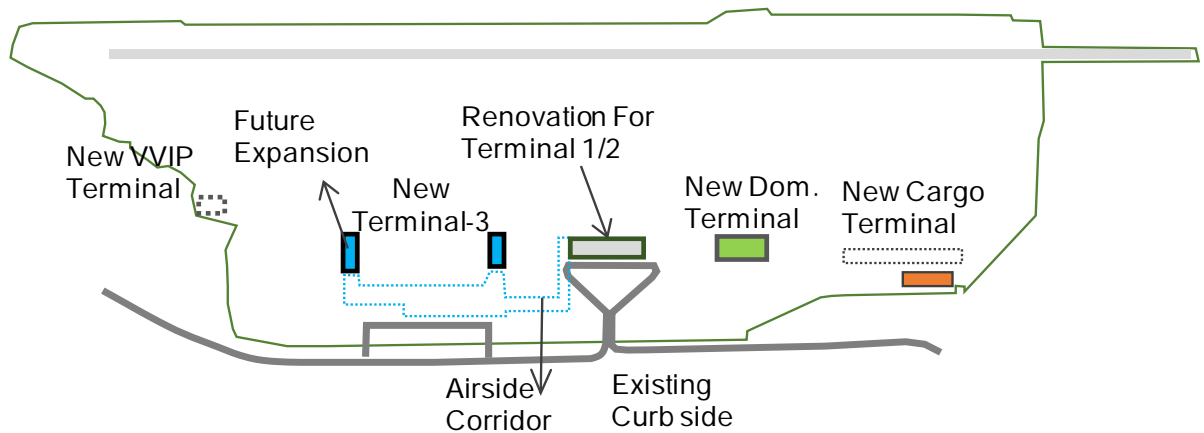 New VVIP
Terminal
Future
Expansion
New
Terminal-3
Renovation For
Terminal 1/2
New Dom.
Terminal
New Cargo
Terminal
Airside
Corridor
Existing
Curb side